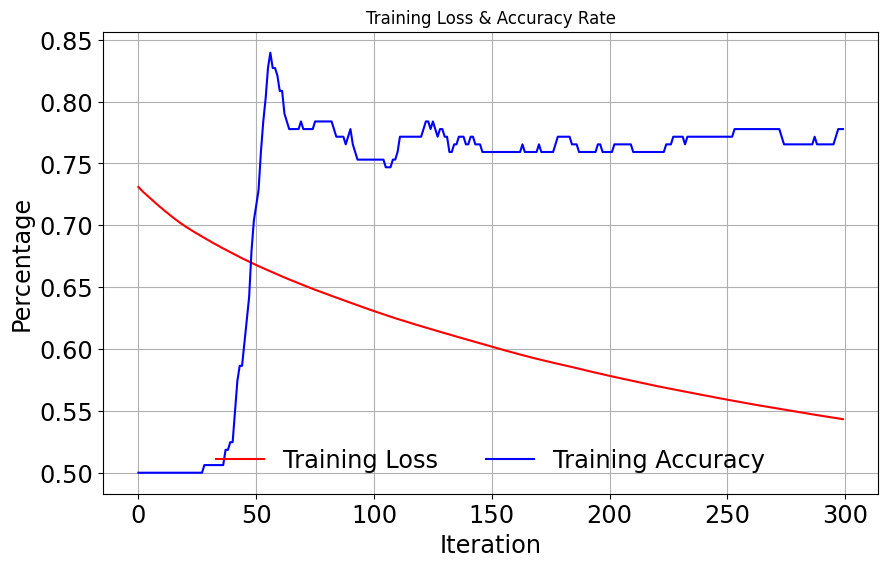 Training Loss & Accuracy Rate
0.85
0.80
0.75
0.70
0.65
0.60
0.55
0.50
Percentage
Training Loss Training Accuracy
0 50 100 150 200 250 300
Iteration